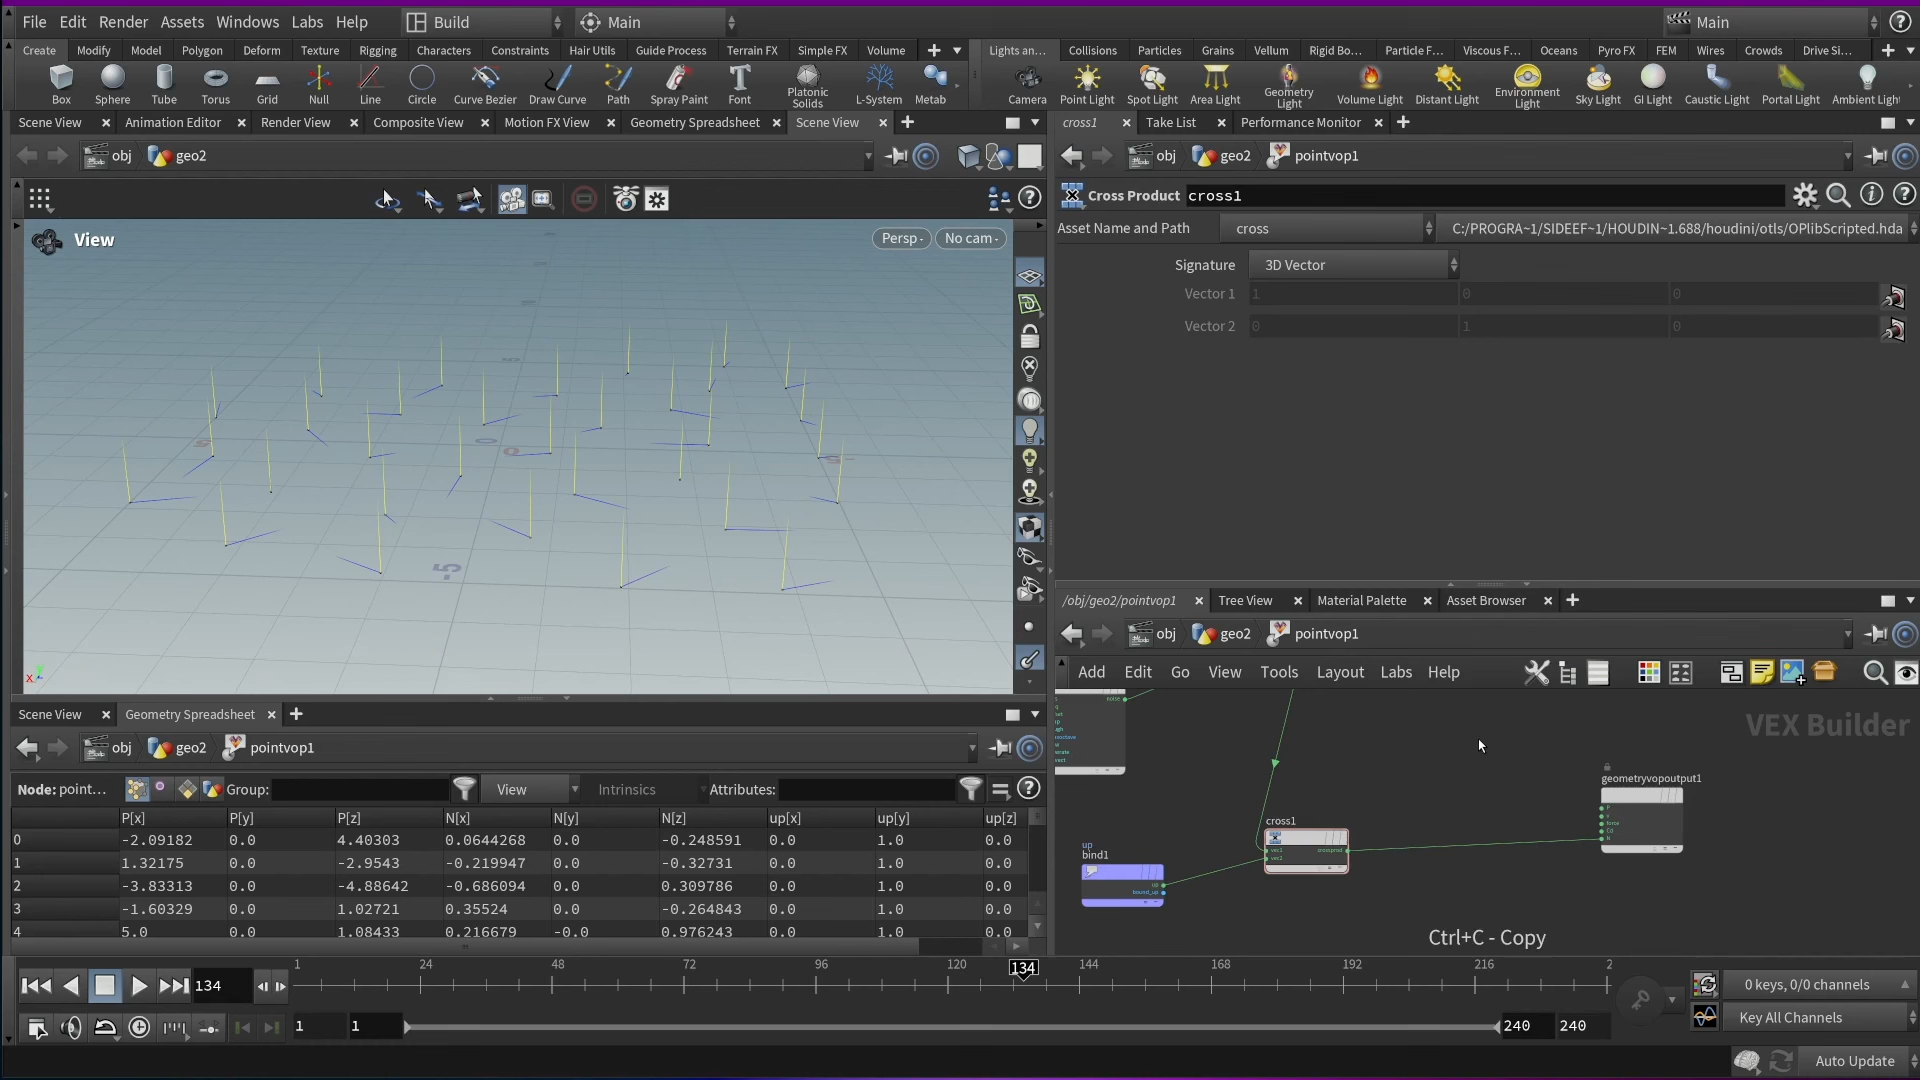 File Edit Render Assets Windows Labs Help Build Main Main
Create Modify Model Polygon Deform Texture Rigging Characters Constraints Hair Utils Guide Process Terrain FX Simple FX Volume Lights an... Collisions Particles Grains Vellum Rigid Bo... Particle F... Viscous F... Oceans Pyro FX FEM Wires Crowds Drive Si...
Box Sphere Tube Torus Grid Null Line Circle Curve Bezier Draw Curve Path Spray Paint Font Platonic Solids L-System Metab Camera Point Light Spot Light Area Light Geometry Light Volume Light Distant Light Environment Light Sky Light GI Light Caustic Light Portal Light Ambient Light
Scene View Animation Editor Render View Composite View Motion FX View Geometry Spreadsheet Scene View
cross1 Take List Performance Monitor
obj geo2
obj geo2 pointvop1
Cross Product cross1
Asset Name and Path cross C:/PROGRA~1/SIDEEF~1/HOUDIN~1.688/houdini/otls/OPlibScripted.hda
View Persp No cam
Signature 3D Vector
Vector 1 1 0 0
Vector 2 0 1 0
/obj/geo2/pointvop1 Tree View Material Palette Asset Browser
obj geo2 pointvop1
Add Edit Go View Tools Layout Labs Help
VEX Builder
geometryvopoutput1
cross1
up
bind1
Ctrl+C - Copy
Scene View Geometry Spreadsheet
obj geo2 pointvop1
Node: point... Group: View Intrinsics Attributes:
P[x] P[y] P[z] N[x] N[y] N[z] up[x] up[y] up[z]
0 -2.09182 0.0 4.40303 0.0644268 0.0 -0.248591 0.0 1.0 0.0
1 1.32175 0.0 -2.9543 -0.219947 0.0 -0.32731 0.0 1.0 0.0
2 -3.83313 0.0 -4.88642 -0.686094 0.0 0.309786 0.0 1.0 0.0
3 -1.60329 0.0 1.02721 0.35524 0.0 -0.264843 0.0 1.0 0.0
4 5.0 0.0 1.08433 0.216679 -0.0 0.976243 0.0 1.0 0.0
134 1 24 48 72 96 120 134 144 168 192 216 2
0 keys, 0/0 channels
1 1 240 240 Key All Channels
Auto Update